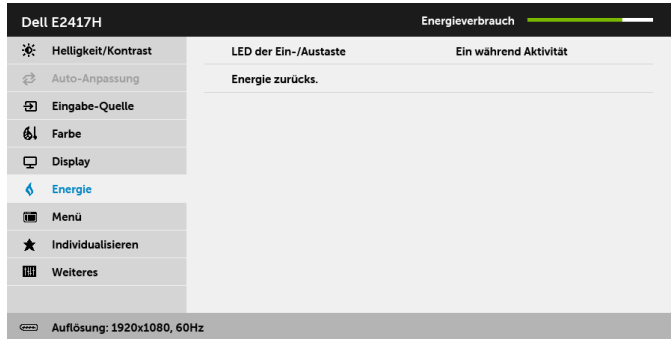 Dell E2417H Energieverbrauch
Helligkeit/Kontrast LED der Ein-/Austaste Ein während Aktivität
Auto-Anpassung Energie zurücks.
Eingabe-Quelle
Farbe
Display
Energie
Menü
Individualisieren
Weiteres
Auflösung: 1920x1080, 60Hz